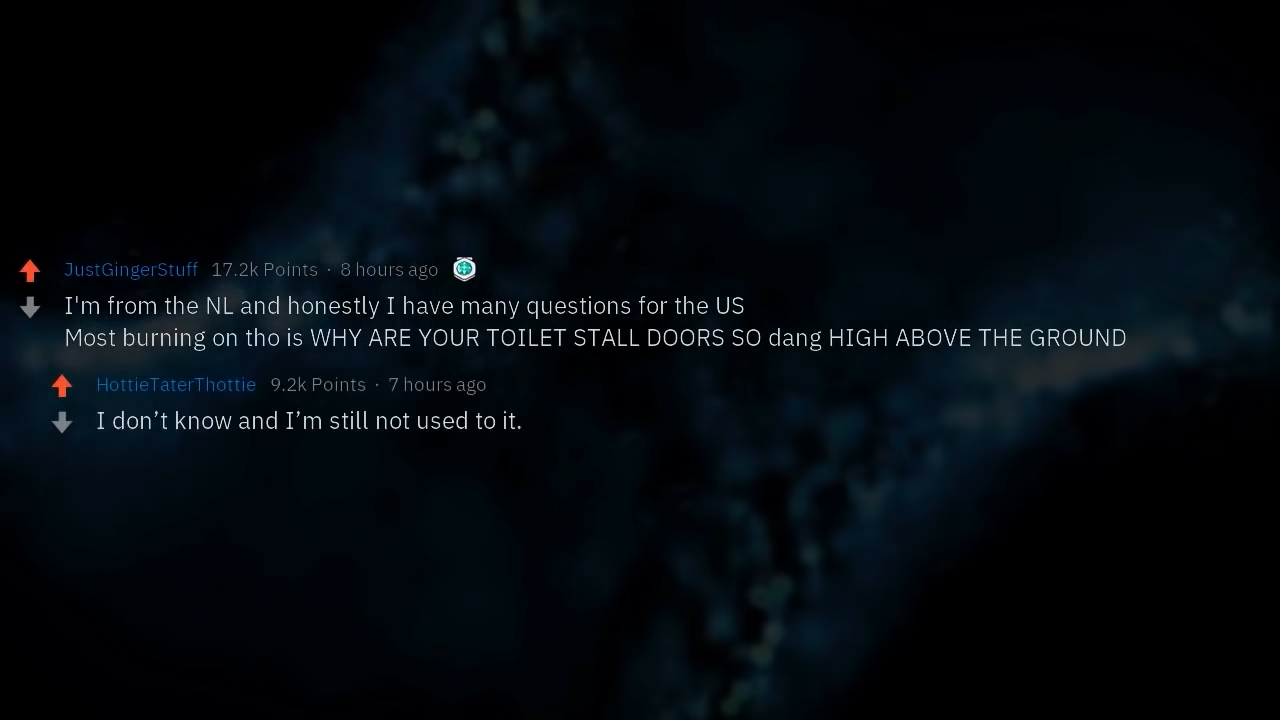 JustGingerStuff 17.2k Points · 8 hours ago
I'm from the NL and honestly I have many questions for the US
Most burning on tho is WHY ARE YOUR TOILET STALL DOORS SO dang HIGH ABOVE THE GROUND
HottieTaterThottie 9.2k Points · 7 hours ago
I don’t know and I’m still not used to it.